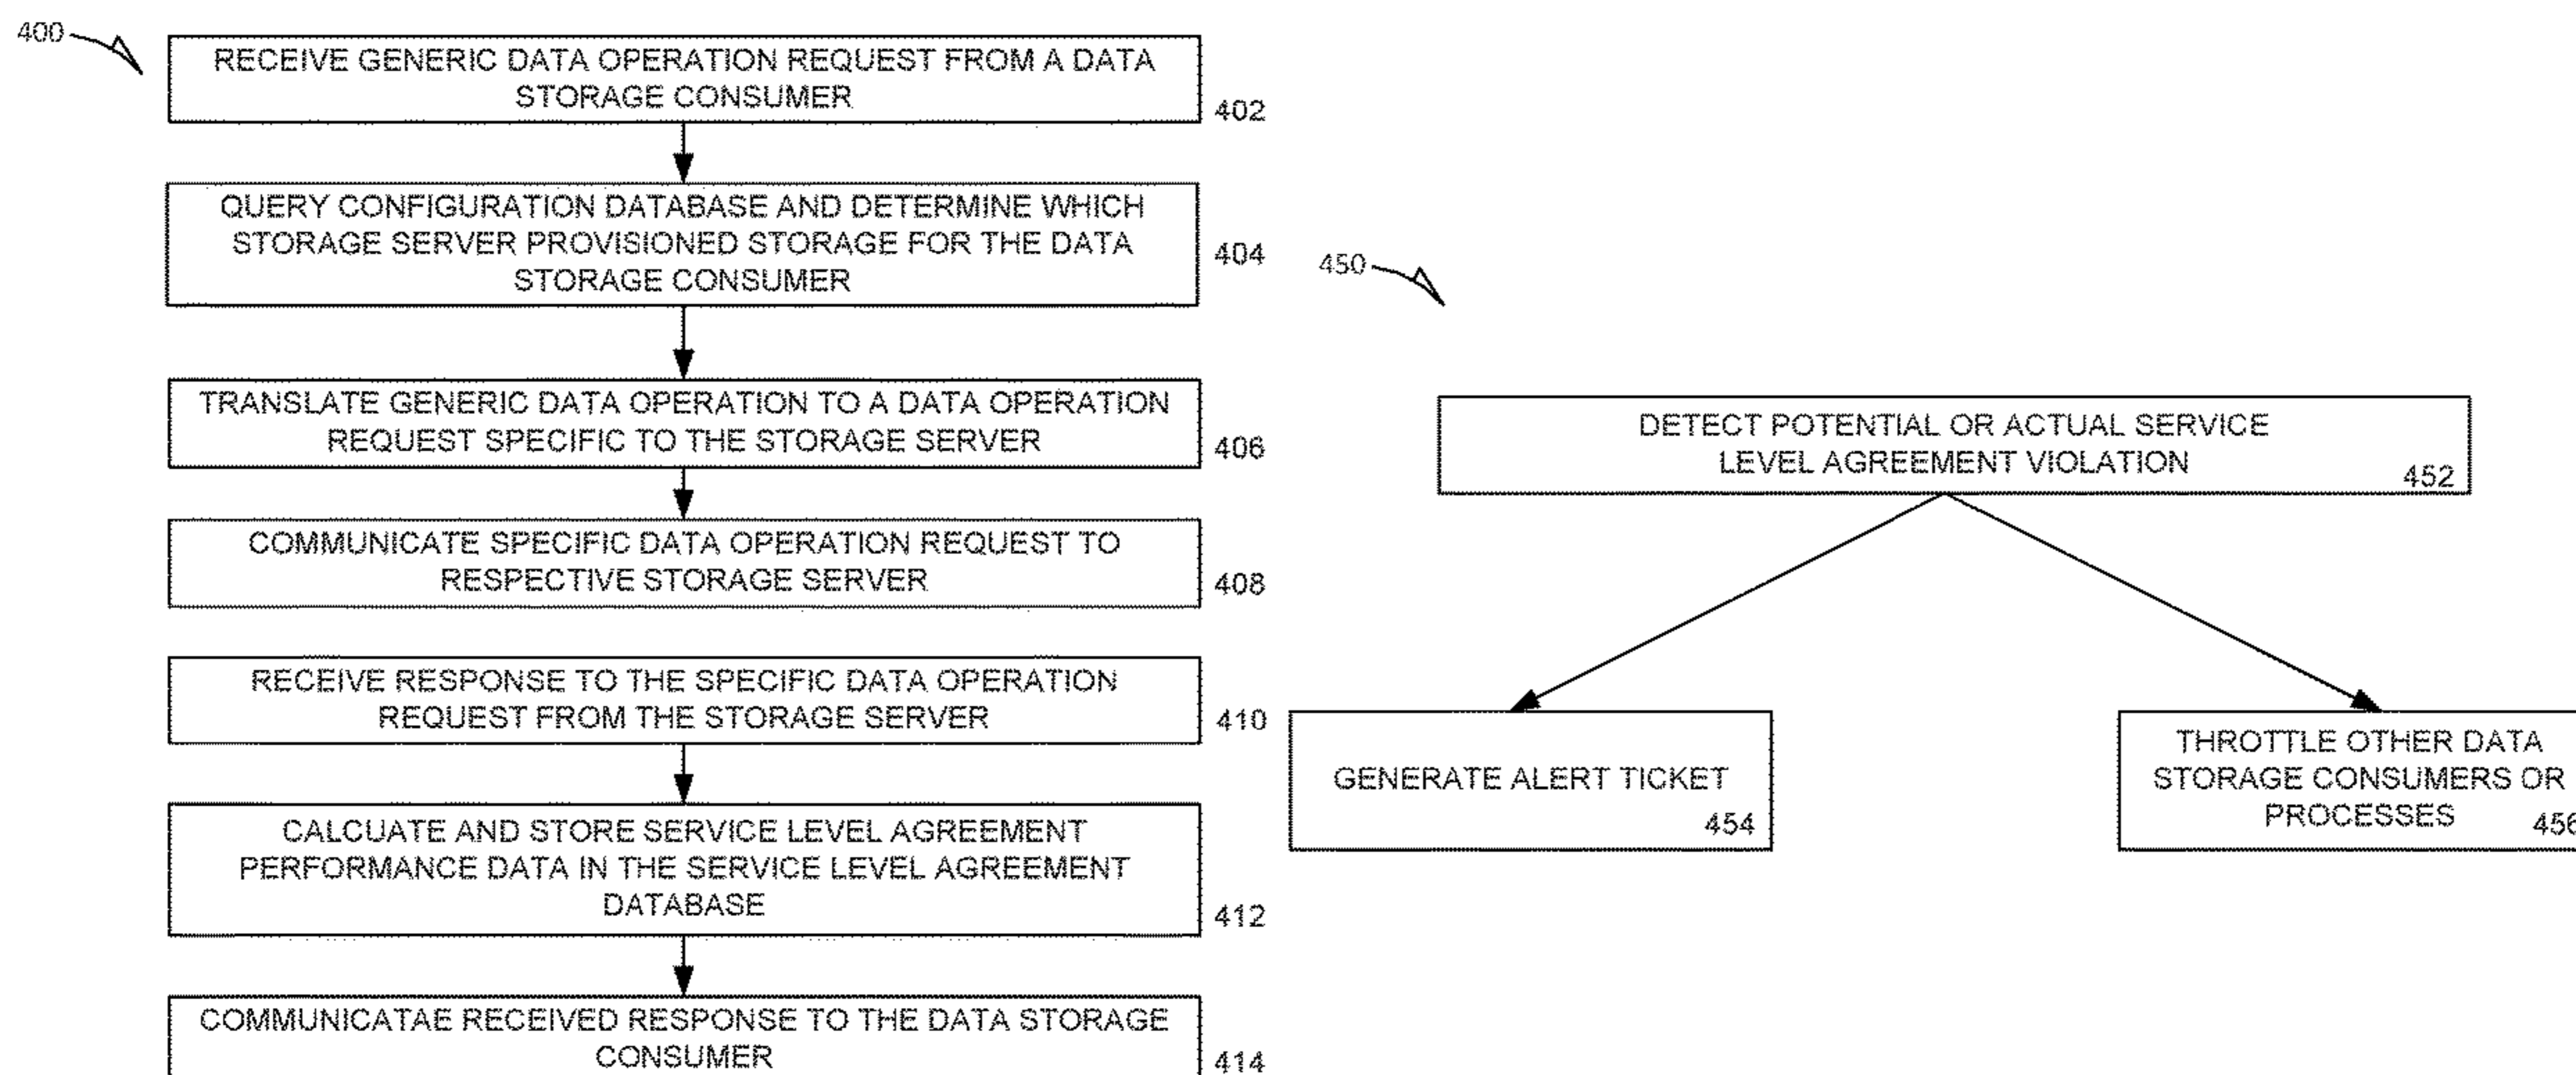 400
RECEIVE GENERIC DATA OPERATION REQUEST FROM A DATA
STORAGE CONSUMER
402
QUERY CONFIGURATION DATABASE AND DETERMINE WHICH
STORAGE SERVER PROVISIONED STORAGE FOR THE DATA
STORAGE CONSUMER
404
TRANSLATE GENERIC DATA OPERATION TO A DATA OPERATION
REQUEST SPECIFIC TO THE STORAGE SERVER
406
COMMUNICATE SPECIFIC DATA OPERATION REQUEST TO
RESPECTIVE STORAGE SERVER
408
RECEIVE RESPONSE TO THE SPECIFIC DATA OPERATION
REQUEST FROM THE STORAGE SERVER
410
CALCUATE AND STORE SERVICE LEVEL AGREEMENT
PERFORMANCE DATA IN THE SERVICE LEVEL AGREEMENT
DATABASE
412
COMMUNICATAE RECEIVED RESPONSE TO THE DATA STORAGE
CONSUMER
414
450
DETECT POTENTIAL OR ACTUAL SERVICE
LEVEL AGREEMENT VIOLATION
452
GENERATE ALERT TICKET
454
THROTTLE OTHER DATA
STORAGE CONSUMERS OR
PROCESSES
456